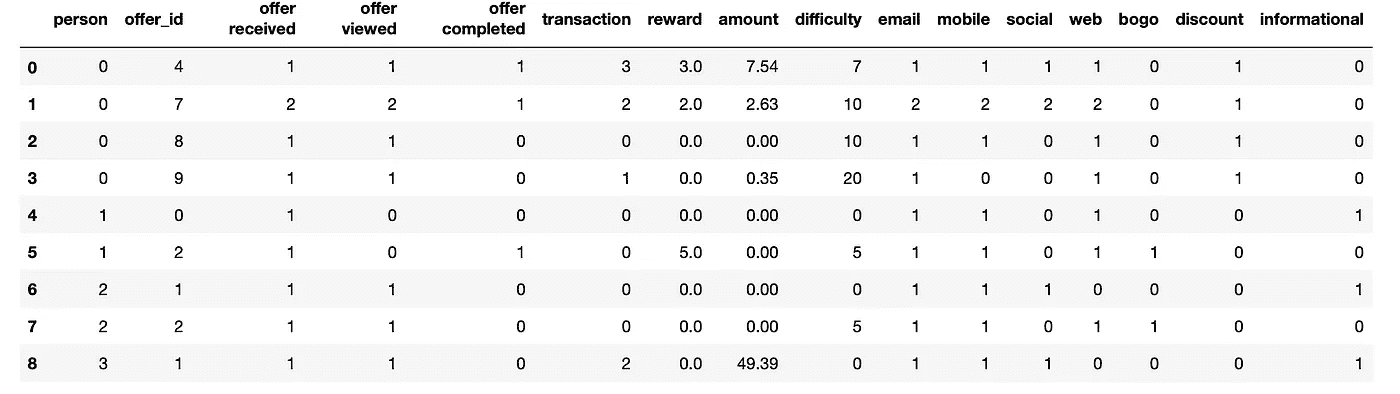 person offer_id offer received offer viewed offer completed transaction reward amount difficulty email mobile social web bogo discount informational
0 0 4 1 1 1 3 3.0 7.54 7 1 1 1 1 0 1 0
1 0 7 2 2 1 2 2.0 2.63 10 2 2 2 2 0 1 0
2 0 8 1 1 0 0 0.0 0.00 10 1 1 0 1 0 1 0
3 0 9 1 1 0 1 0.0 0.35 20 1 0 0 1 0 1 0
4 1 0 1 0 0 0 0.0 0.00 0 1 1 0 1 0 0 1
5 1 2 1 0 1 0 5.0 0.00 5 1 1 0 1 1 0 0
6 2 1 1 1 0 0 0.0 0.00 0 1 1 1 0 0 0 1
7 2 2 1 1 0 0 0.0 0.00 5 1 1 0 1 1 0 0
8 3 1 1 1 0 2 0.0 49.39 0 1 1 1 0 0 0 1